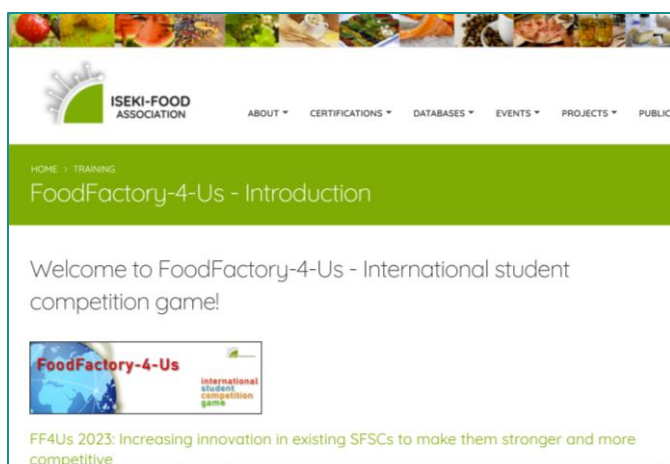 ISEKI-FOOD
ASSOCIATION
ABOUT
CERTIFICATIONS
DATABASES
EVENTS
PROJECTS
PUBLIC
HOME > TRAINING
FoodFactory-4-Us - Introduction
Welcome to FoodFactory-4-Us - International student
competition game!
FoodFactory-4-Us
international
student
competition
game
FF4Us 2023: Increasing innovation in existing SFSCs to make them stronger and more
competitive